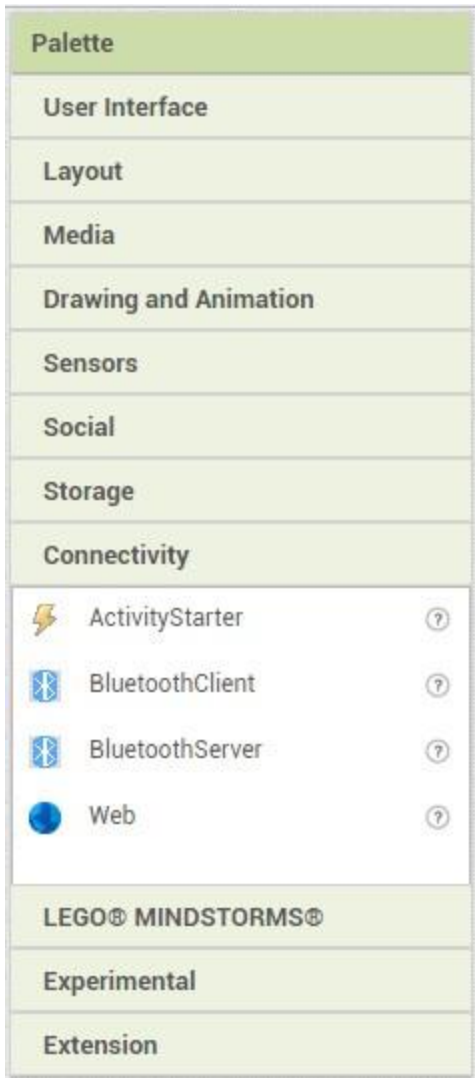 Palette
User Interface
Layout
Media
Drawing and Animation
Sensors
Social
Storage
Connectivity
ActivityStarter ?
BluetoothClient ?
BluetoothServer ?
Web ?
LEGO® MINDSTORMS®
Experimental
Extension